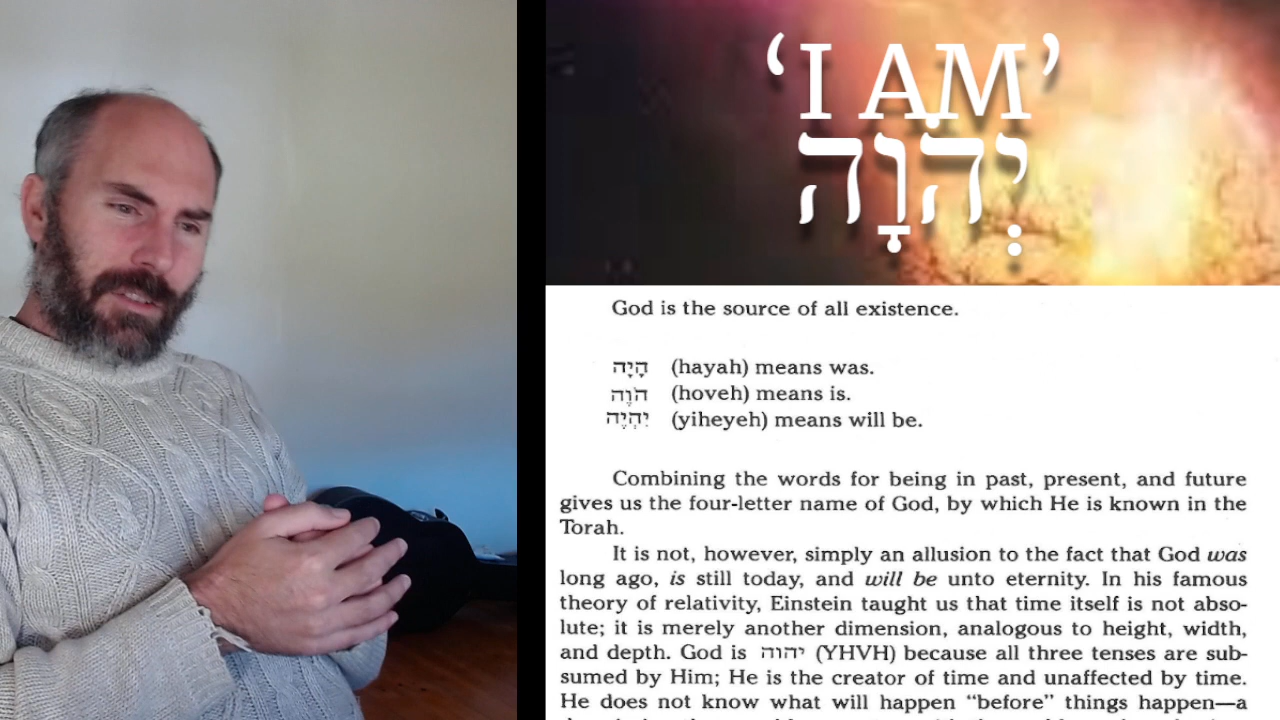 ‘I AM’
יְהֹוָה
God is the source of all existence.
הָיָה (hayah) means was.
הֹוֶה (hoveh) means is.
יִהְיֶה (yiheyeh) means will be.
Combining the words for being in past, present, and future
gives us the four-letter name of God, by which He is known in the
Torah.
It is not, however, simply an allusion to the fact that God was
long ago, is still today, and will be unto eternity. In his famous
theory of relativity, Einstein taught us that time itself is not abso-
lute; it is merely another dimension, analogous to height, width,
and depth. God is יהוה (YHVH) because all three tenses are sub-
sumed by Him; He is the creator of time and unaffected by time.
He does not know what will happen “before” things happen—a